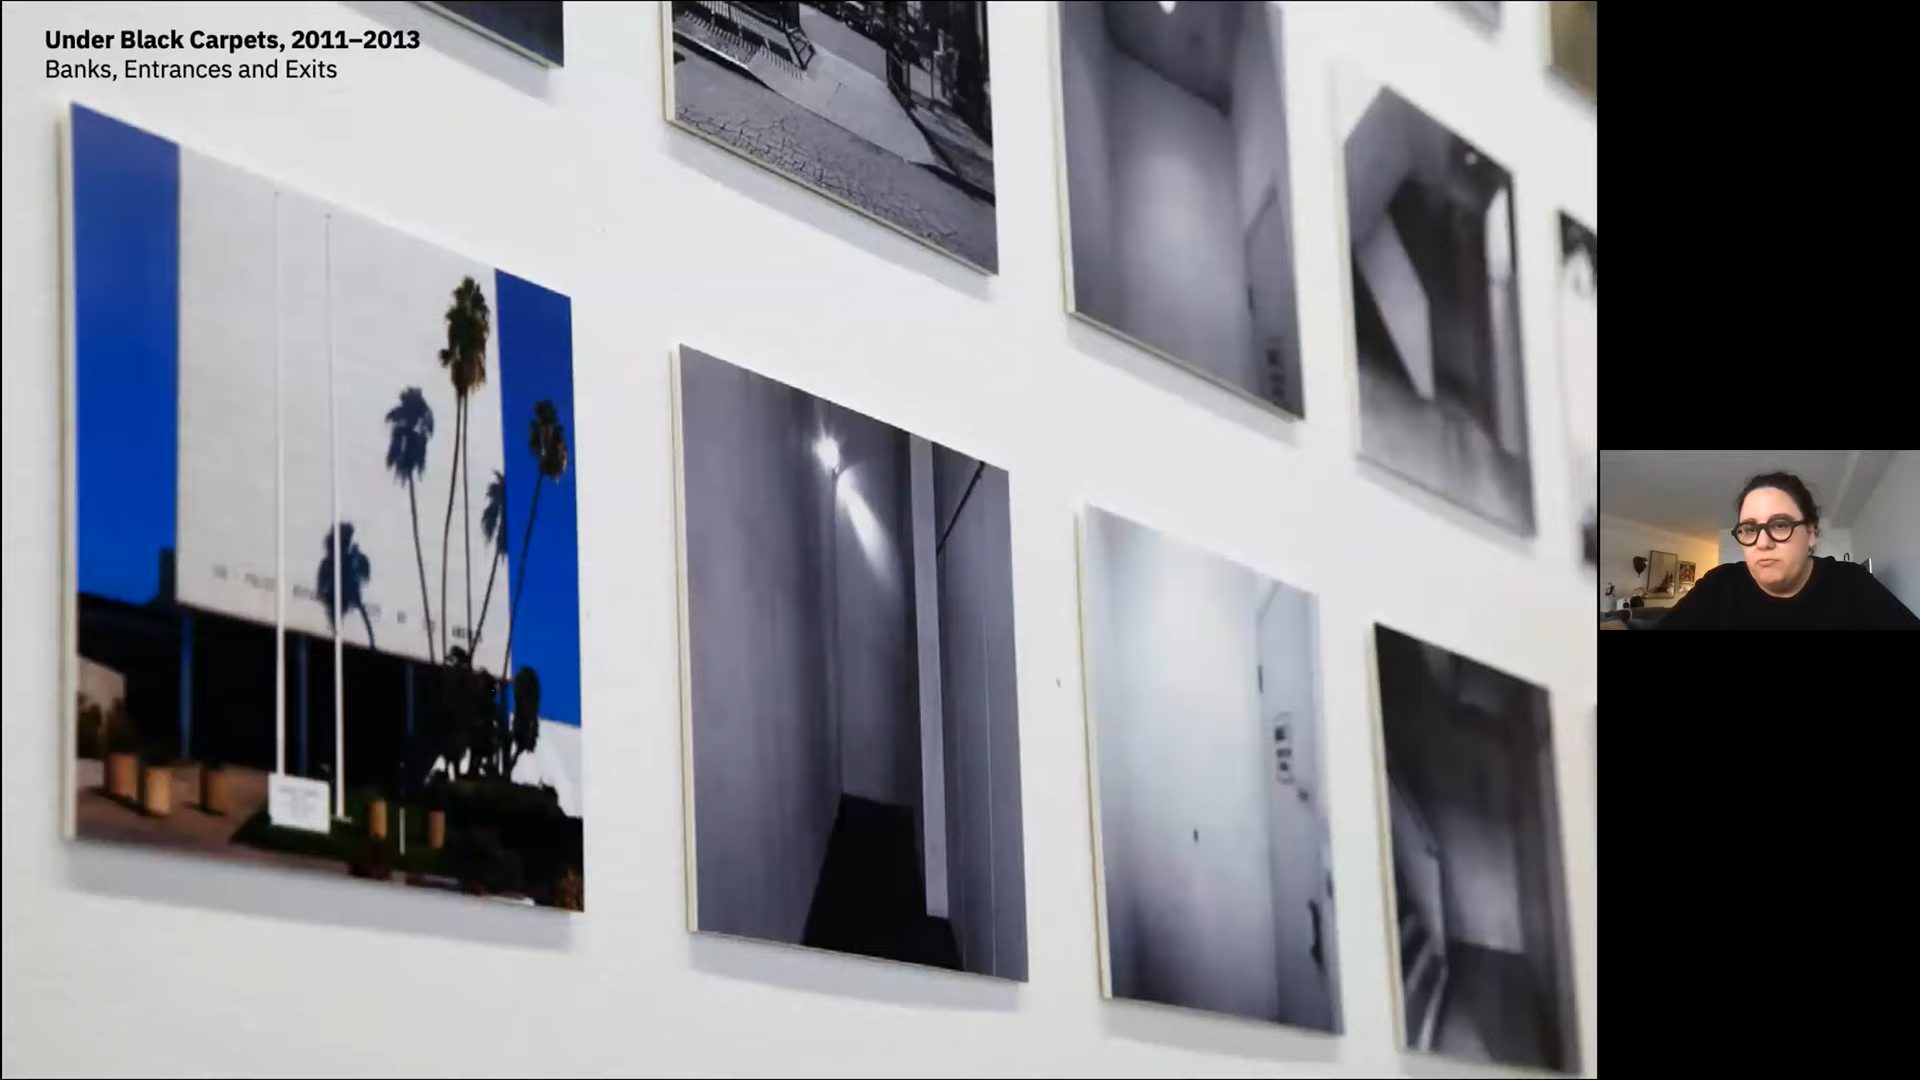 Under Black Carpets, 2011–2013
Banks, Entrances and Exits